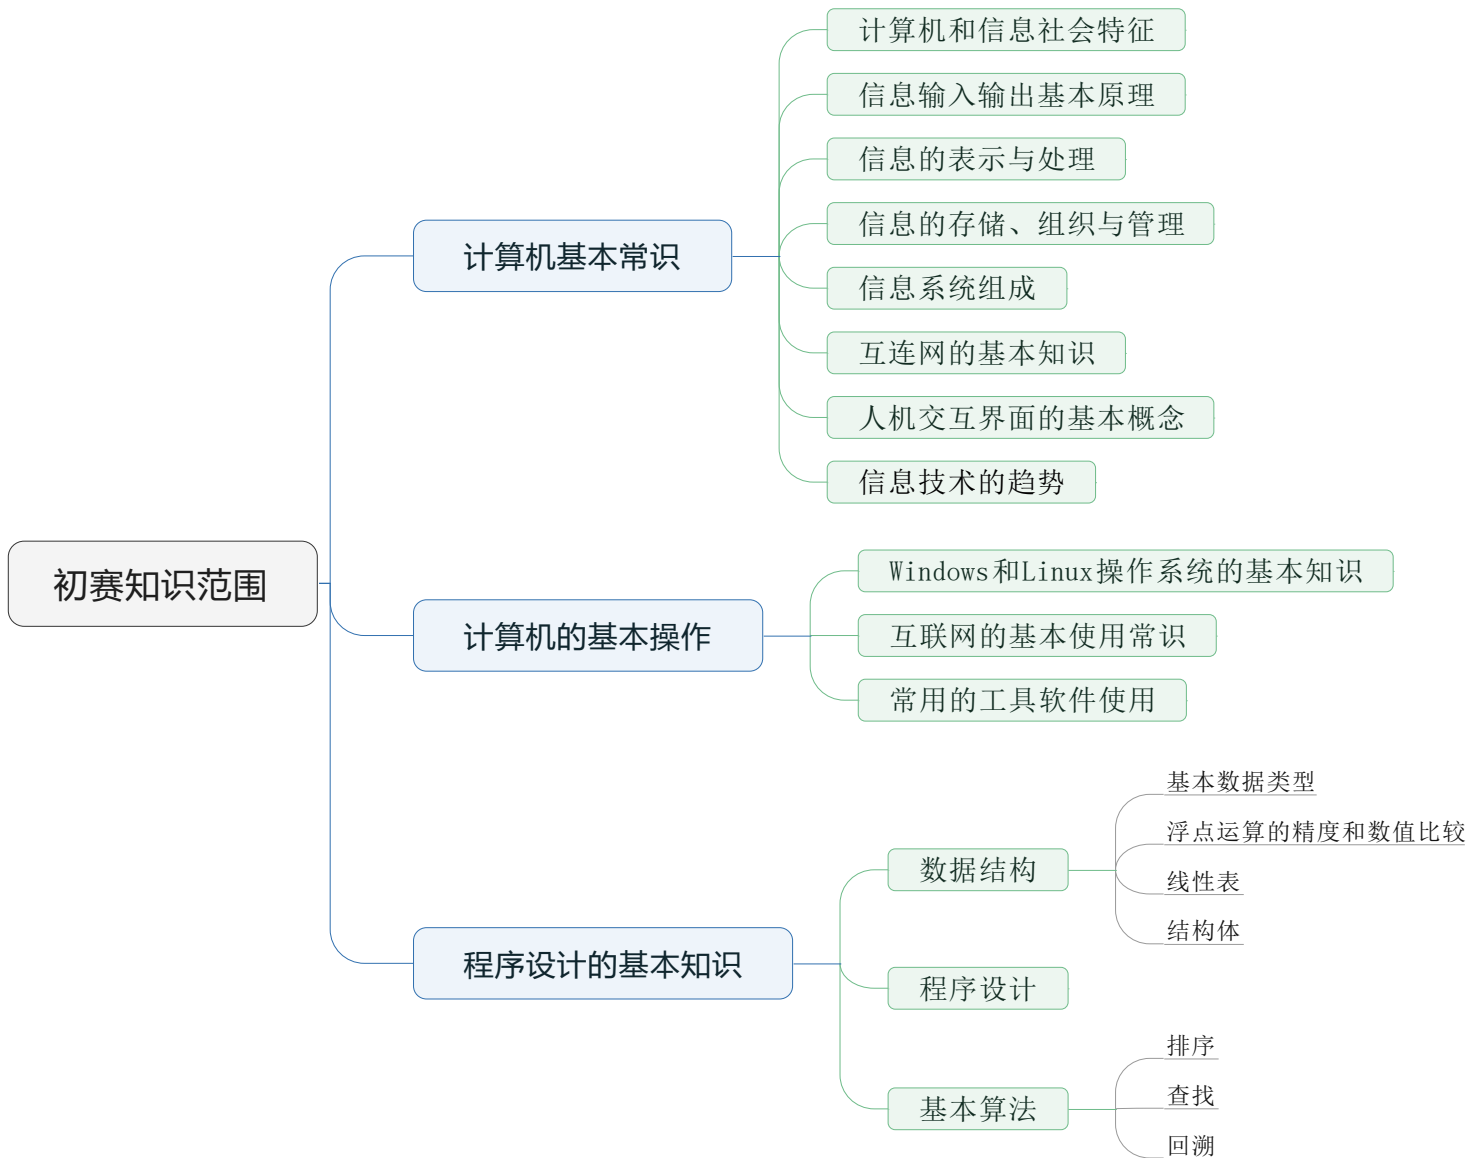 初赛知识范围
计算机基本常识
计算机和信息社会特征
信息输入输出基本原理
信息的表示与处理
信息的存储、组织与管理
信息系统组成
互连网的基本知识
人机交互界面的基本概念
信息技术的趋势
计算机的基本操作
Windows和Linux操作系统的基本知识
互联网的基本使用常识
常用的工具软件使用
程序设计的基本知识
数据结构
基本数据类型
浮点运算的精度和数值比较
线性表
结构体
程序设计
基本算法
排序
查找
回溯